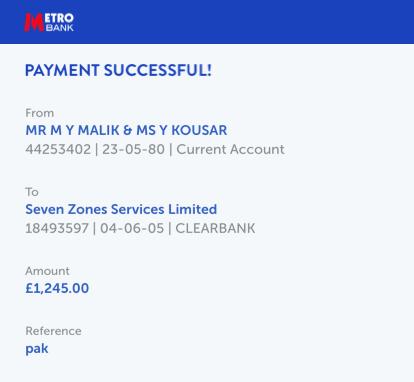 METRO
BANK
PAYMENT SUCCESSFUL!
From
MR M Y MALIK & MS Y KOUSAR
44253402 | 23-05-80 | Current Account
To
Seven Zones Services Limited
18493597 | 04-06-05 | CLEARBANK
Amount
£1,245.00
Reference
pak